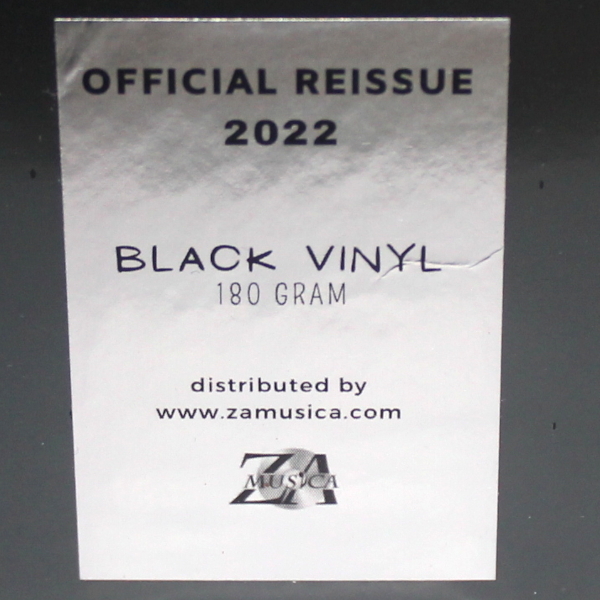 OFFICIAL REISSUE
2022
BLACK VINYL
180 GRAM
distributed by
www.zamusica.com
ZA
MUSICA